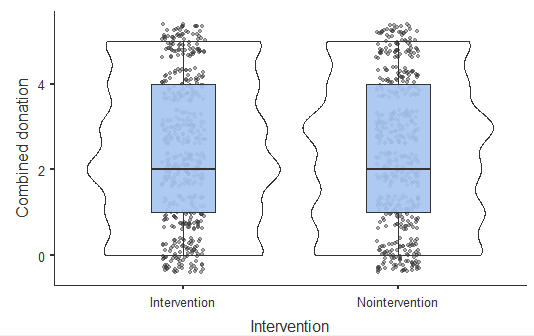 Combined donation
4
2
0
Intervention
Nointervention
Intervention